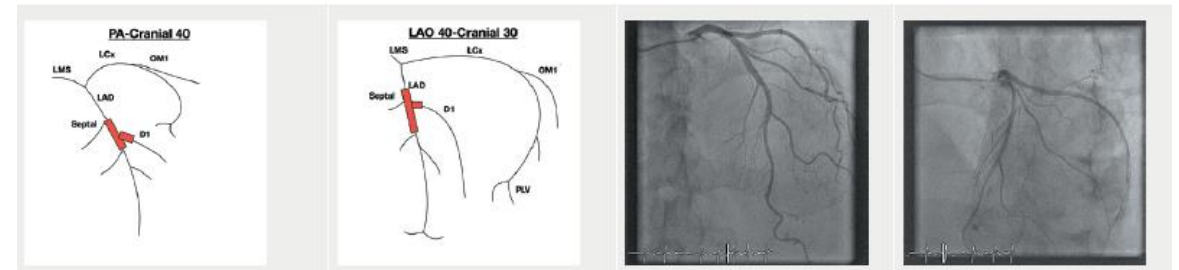 PA-Cranial 40
LCx
OM1
LMS
LAD
Septal
D1
LAO 40-Cranial 30
LMS
LCx
OM1
LAD
Septal
D1
PLV